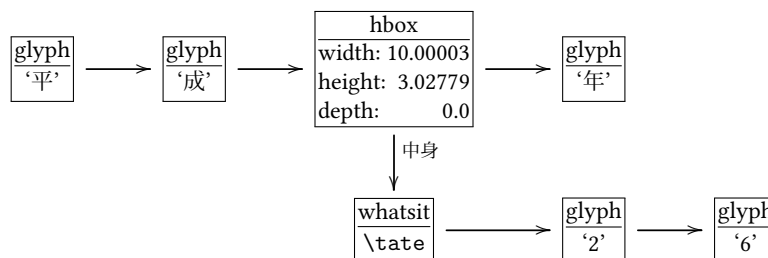 glyph
‘平’
glyph
‘成’
hbox
width: 10.00003
height: 3.02779
depth: 0.0
glyph
‘年’
中身
whatsit
\tate
glyph
‘2’
glyph
‘6’